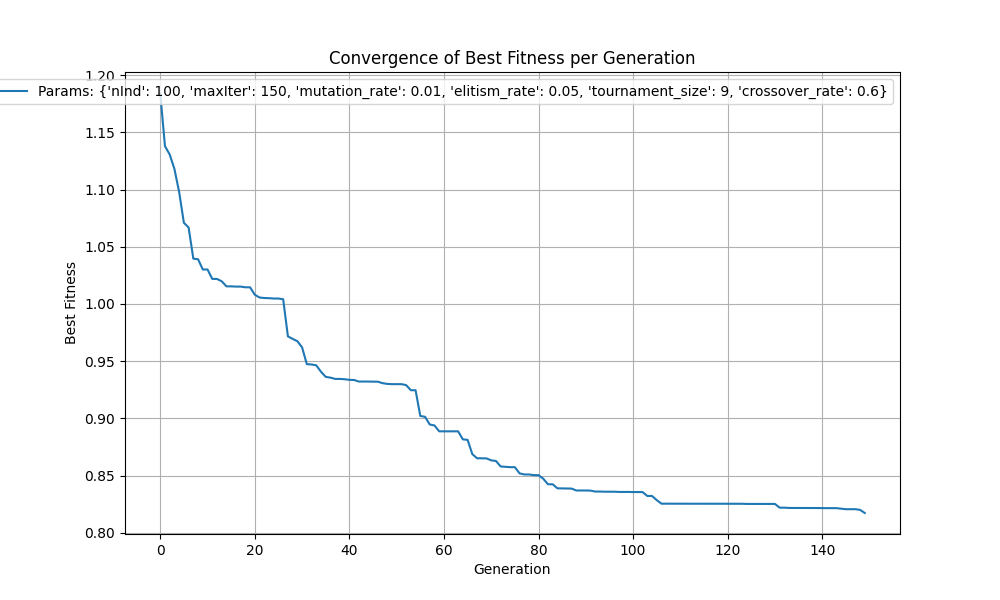 Convergence of Best Fitness per Generation
Params: {'nInd': 100, 'maxIter': 150, 'mutation_rate': 0.01, 'elitism_rate': 0.05, 'tournament_size': 9, 'crossover_rate': 0.6}
1.20
1.15
1.10
1.05
1.00
0.95
0.90
0.85
0.80
Best Fitness
0 20 40 60 80 100 120 140
Generation